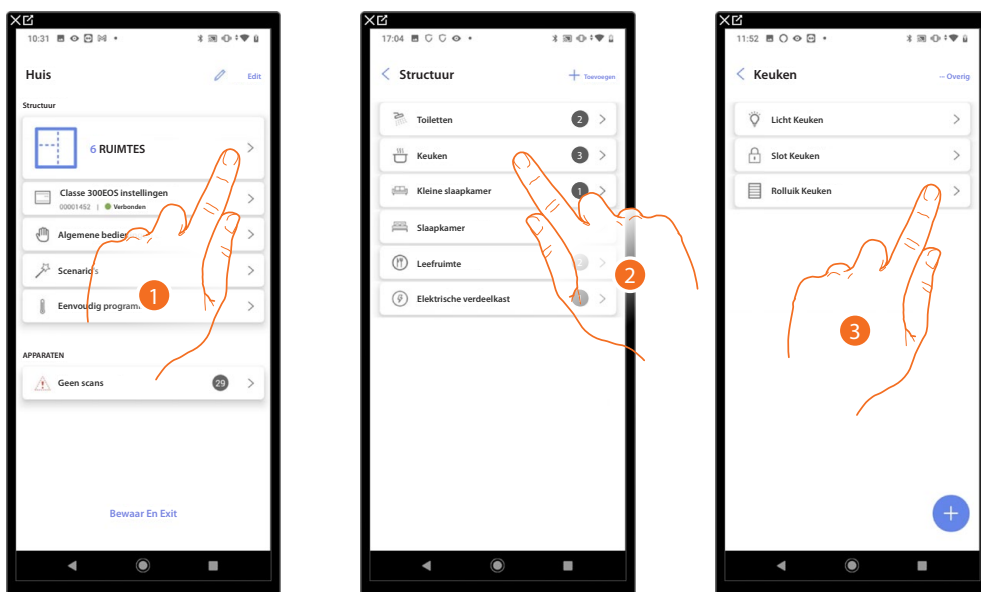 10:31
Huis
Edit
Structuur
6 RUIMTES
Classe 300EOS instellingen
00001452 | Verbonden
Algemene bedie
Scenario's
Eenvoudig program
1
APPARATEN
Geen scans
29
Bewaar En Exit
17:04
Structuur
Toevoegen
Toiletten
2
Keuken
3
Kleine slaapkamer
1
Slaapkamer
Leefruimte
2
Elektrische verdeelkast
1
2
11:52
Keuken
Overig
Licht Keuken
Slot Keuken
Rolluik Keuken
3